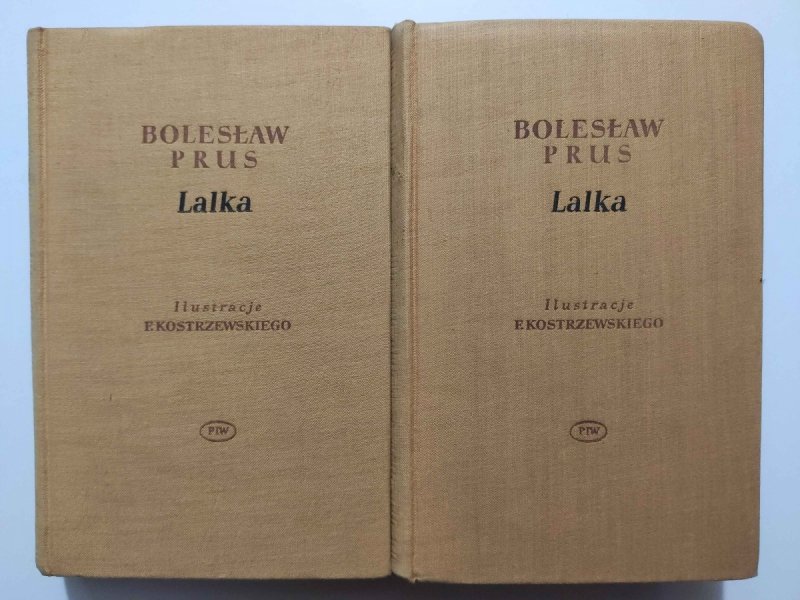 BOLESŁAW
PRUS
Lalka
Ilustracje
F.KOSTRZEWSKIEGO
PIW
BOLESŁAW
PRUS
Lalka
Ilustracje
F.KOSTRZEWSKIEGO
PIW